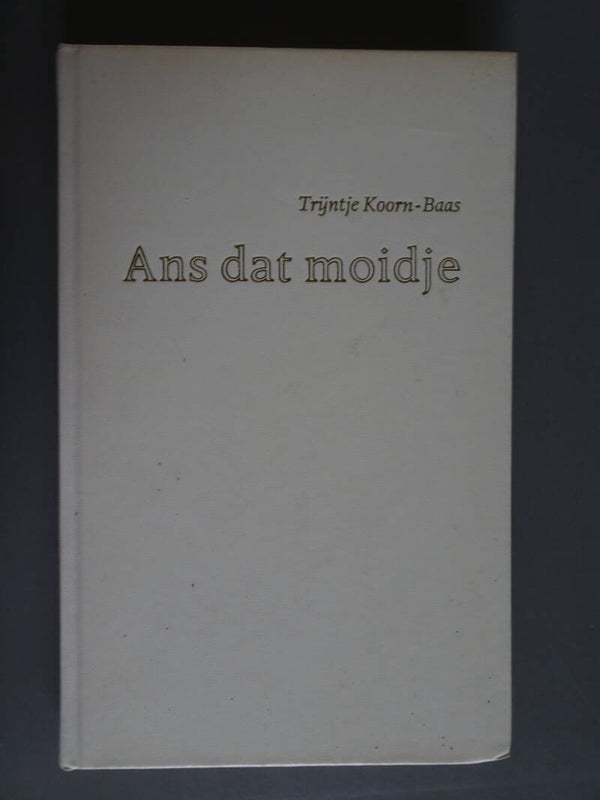 Trijntje Koorn-Baas
Ans dat moidje